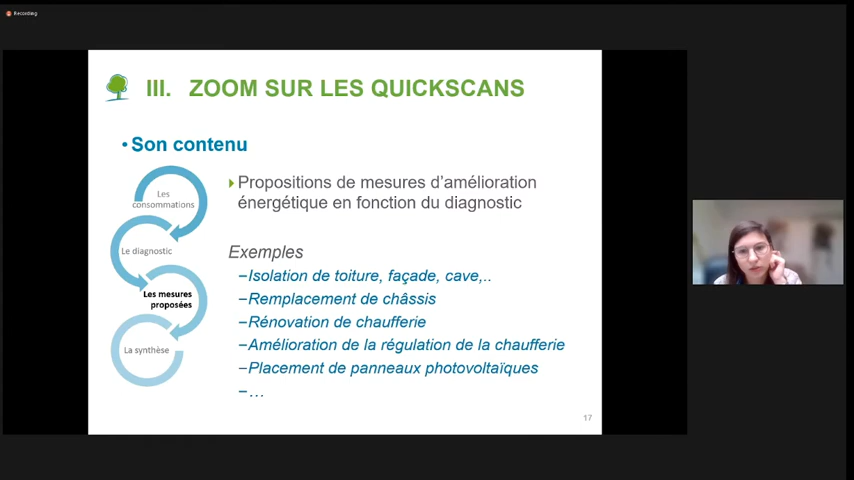 Recording
III. ZOOM SUR LES QUICKSCANS
• Son contenu
Les
consommations
Le diagnostic
Les mesures
proposées
La synthèse
Propositions de mesures d’amélioration
énergétique en fonction du diagnostic
Exemples
–Isolation de toiture, façade, cave,..
–Remplacement de châssis
–Rénovation de chaufferie
–Amélioration de la régulation de la chaufferie
–Placement de panneaux photovoltaïques
–…
17